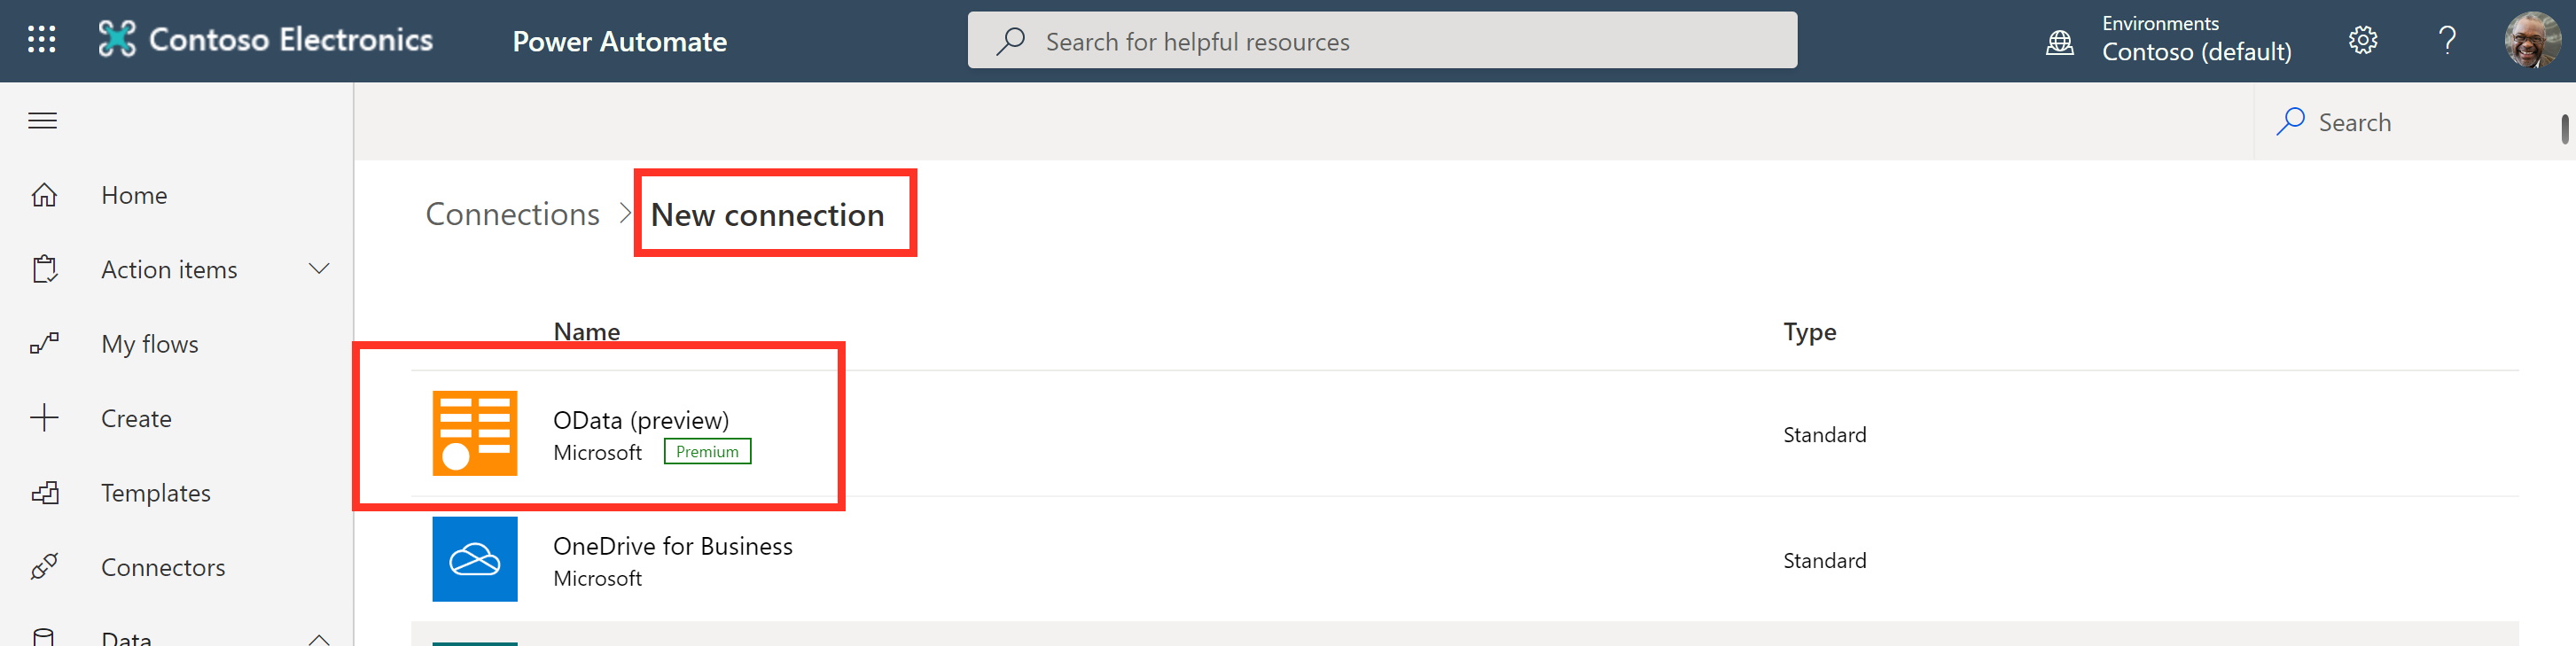 Contoso Electronics
Power Automate
Search for helpful resources
Environments
Contoso (default)
?
Search
Home
Action items
My flows
Create
Templates
Connectors
Data
Connections > New connection
Name
Type
OData (preview)
Microsoft
Premium
Standard
OneDrive for Business
Microsoft
Standard